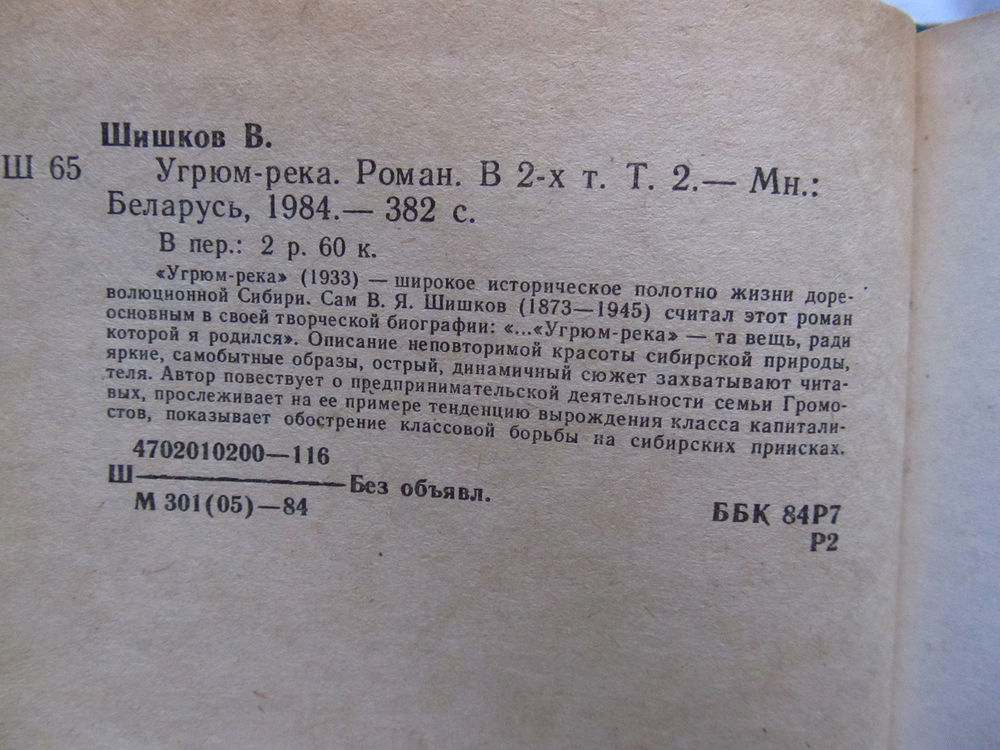 Шишков В.
Ш 65 Угрюм-река. Роман. В 2-х т. Т. 2.— Мн.:
Беларусь, 1984.— 382 с.
В пер.: 2 р. 60 к.
«Угрюм-река» (1933) — широкое историческое полотно жизни доре-
волюционной Сибири. Сам В. Я. Шишков (1873—1945) считал этот роман
основным в своей творческой биографии: «...«Угрюм-река» — та вещь, ради
которой я родился». Описание неповторимой красоты сибирской природы,
яркие, самобытные образы, острый, динамичный сюжет захватывают чита-
теля. Автор повествует о предпринимательской деятельности семьи Громо-
вых, прослеживает на ее примере тенденцию вырождения класса капитали-
стов, показывает обострение классовой борьбы на сибирских приисках.
4702010200—116
Ш————Без объявл.
М 301(05)—84
ББК 84Р7
Р2